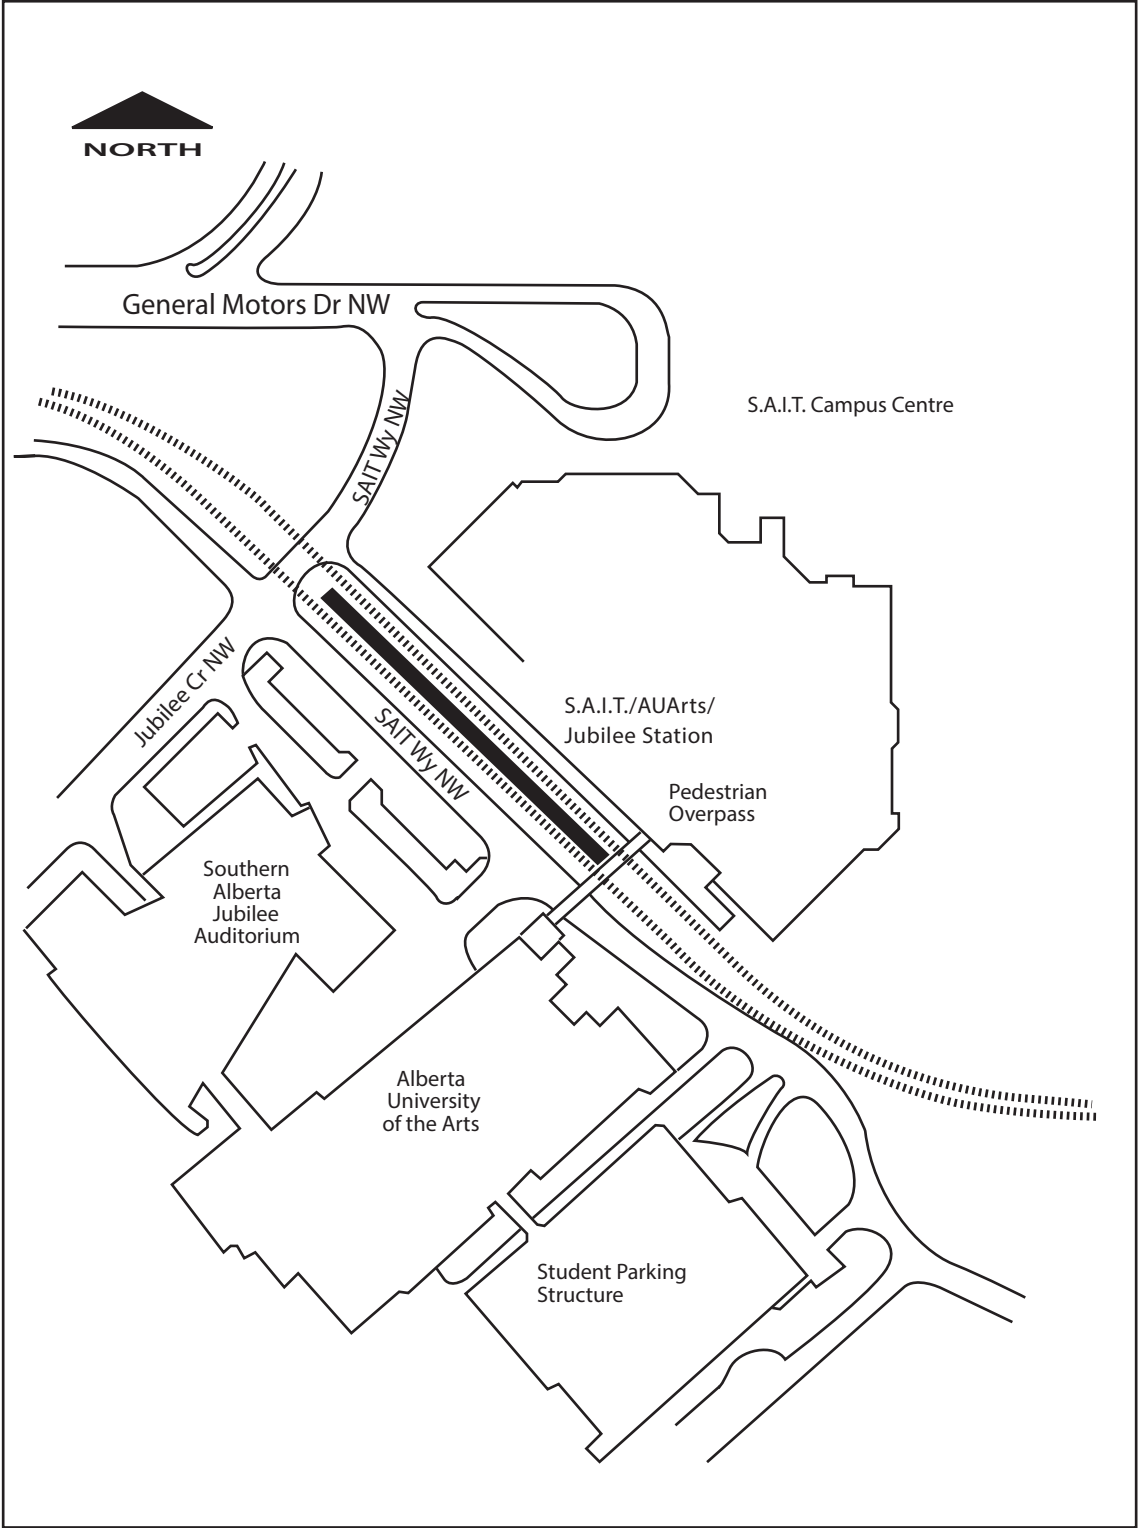 NORTH
General Motors Dr NW
SAIT Wy NW
S.A.I.T. Campus Centre
Jubilee Cr NW
SAIT Wy NW
S.A.I.T./AUArts/
Jubilee Station
Pedestrian
Overpass
Southern
Alberta
Jubilee
Auditorium
Alberta
University
of the Arts
Student Parking
Structure